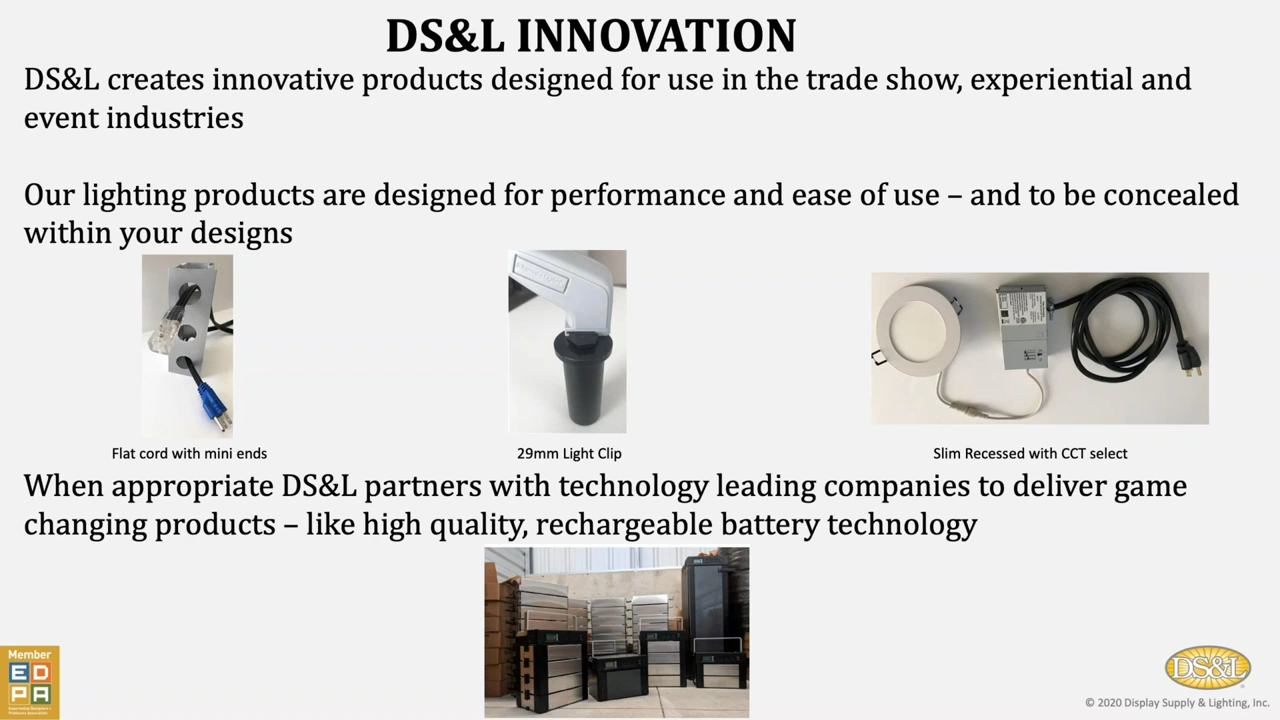 DS&L INNOVATION
DS&L creates innovative products designed for use in the trade show, experiential and
event industries
Our lighting products are designed for performance and ease of use – and to be concealed
within your designs
Flat cord with mini ends
29mm Light Clip
Slim Recessed with CCT select
When appropriate DS&L partners with technology leading companies to deliver game
changing products – like high quality, rechargeable battery technology
Member
E D
P A
DS&L
© 2020 Display Supply & Lighting, Inc.